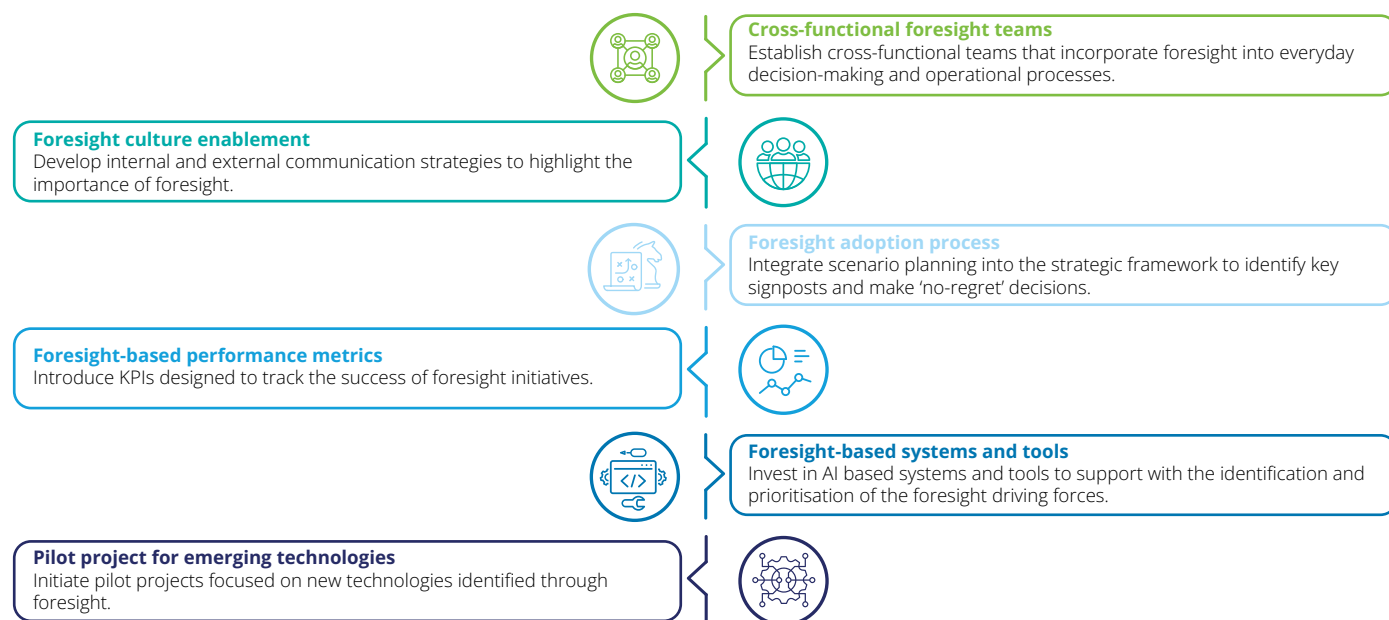 Cross-functional foresight teams
Establish cross-functional teams that incorporate foresight into everyday
decision-making and operational processes.
Foresight culture enablement
Develop internal and external communication strategies to highlight the
importance of foresight.
Foresight adoption process
Integrate scenario planning into the strategic framework to identify key
signposts and make ‘no-regret’ decisions.
Foresight-based performance metrics
Introduce KPIs designed to track the success of foresight initiatives.
Foresight-based systems and tools
Invest in AI based systems and tools to support with the identification and
prioritisation of the foresight driving forces.
Pilot project for emerging technologies
Initiate pilot projects focused on new technologies identified through
foresight.